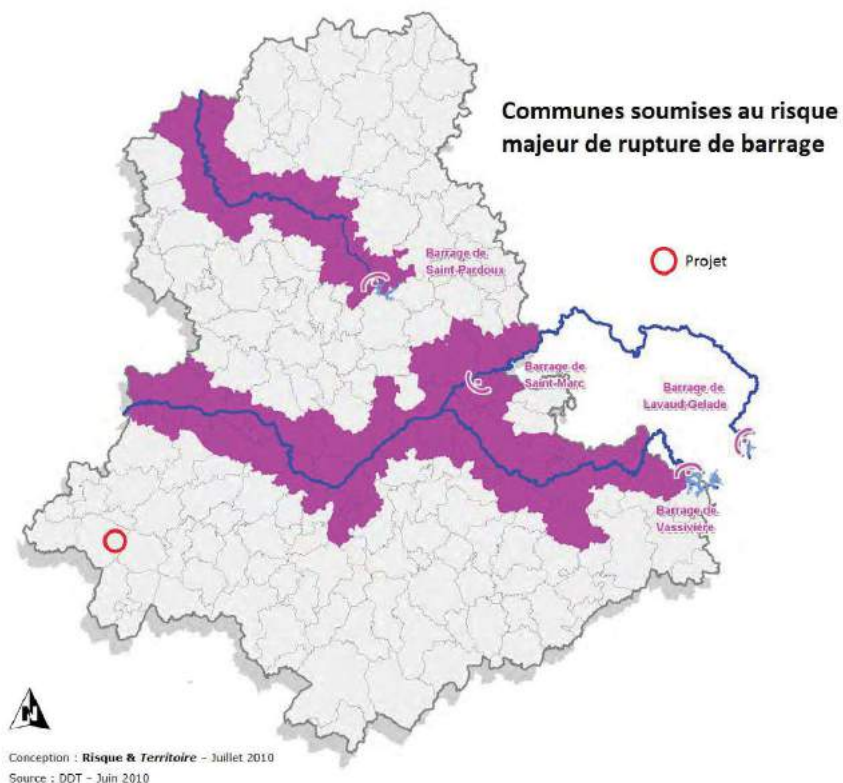 Communes soumises au risque
majeur de rupture de barrage
Barrage de
Saint-Pardoux
Projet
Barrage de
Saint-Marc
Barrage de
Lavaud-Gelade
Barrage de
Vassivière
N
Conception : Risque & Territoire – Juillet 2010
Source : DDT – Juin 2010